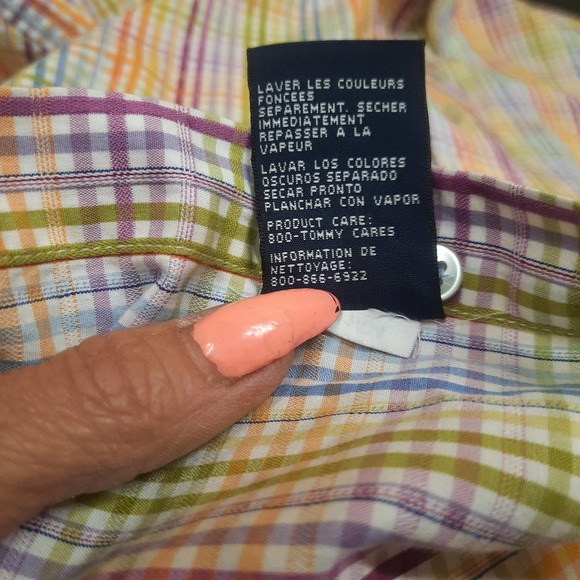 LAVER LES COULEURS
FONCEES
SEPAREMENT. SECHER
IMMEDIATEMENT
REPASSER A LA
VAPEUR
LAVAR LOS COLORES
OSCUROS SEPARADO
SECAR PRONTO
PLANCHAR CON VAPOR
PRODUCT CARE:
800-TOMMY CARES
INFORMATION DE
NETTOYAGE:
800-866-6922